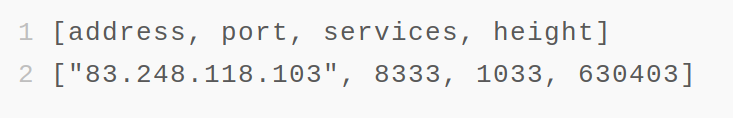 1 [address, port, services, height]
2 ["83.248.118.103", 8333, 1033, 630403]